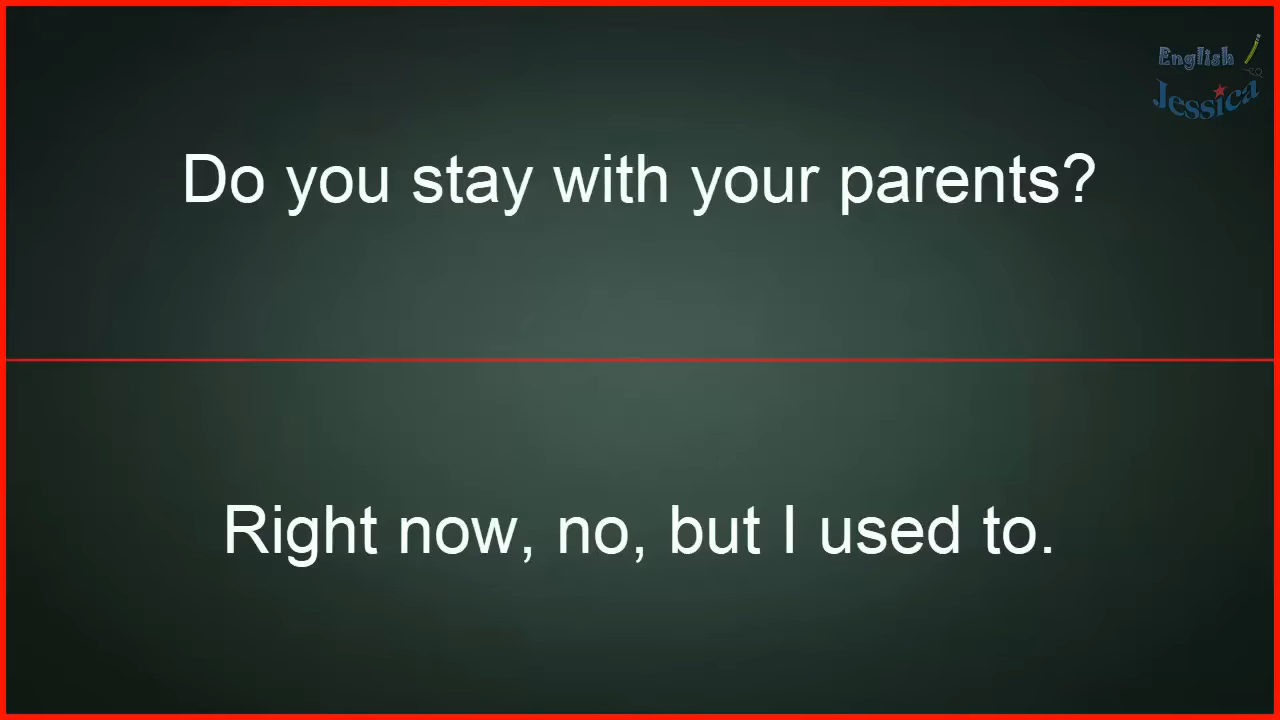 English
Jessica
Do you stay with your parents?
Right now, no, but I used to.